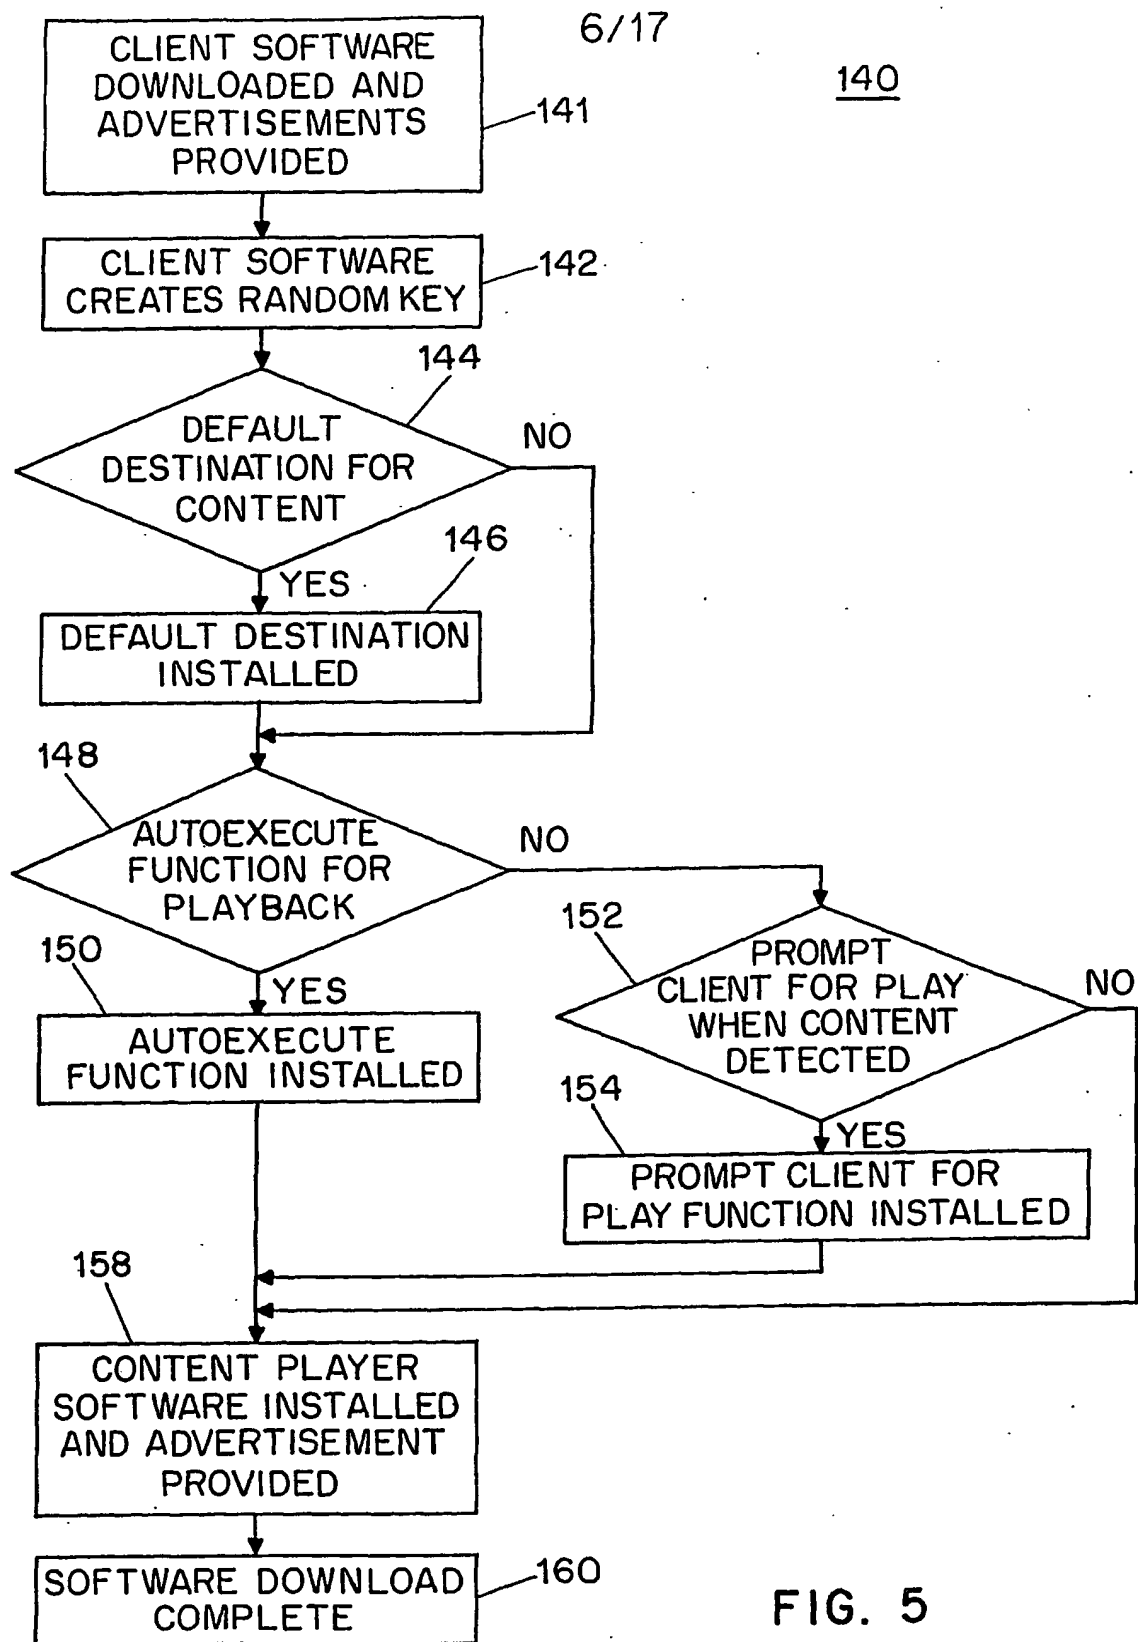 6/17
140
CLIENT SOFTWARE
DOWNLOADED AND
ADVERTISEMENTS
PROVIDED
141
CLIENT SOFTWARE
CREATES RANDOM KEY
142
144
DEFAULT
DESTINATION FOR
CONTENT
NO
YES
146
DEFAULT DESTINATION
INSTALLED
148
AUTOEXECUTE
FUNCTION FOR
PLAYBACK
NO
YES
150
AUTOEXECUTE
FUNCTION INSTALLED
152
PROMPT
CLIENT FOR PLAY
WHEN CONTENT
DETECTED
NO
YES
154
PROMPT CLIENT FOR
PLAY FUNCTION INSTALLED
158
CONTENT PLAYER
SOFTWARE INSTALLED
AND ADVERTISEMENT
PROVIDED
SOFTWARE DOWNLOAD
COMPLETE
160
FIG. 5